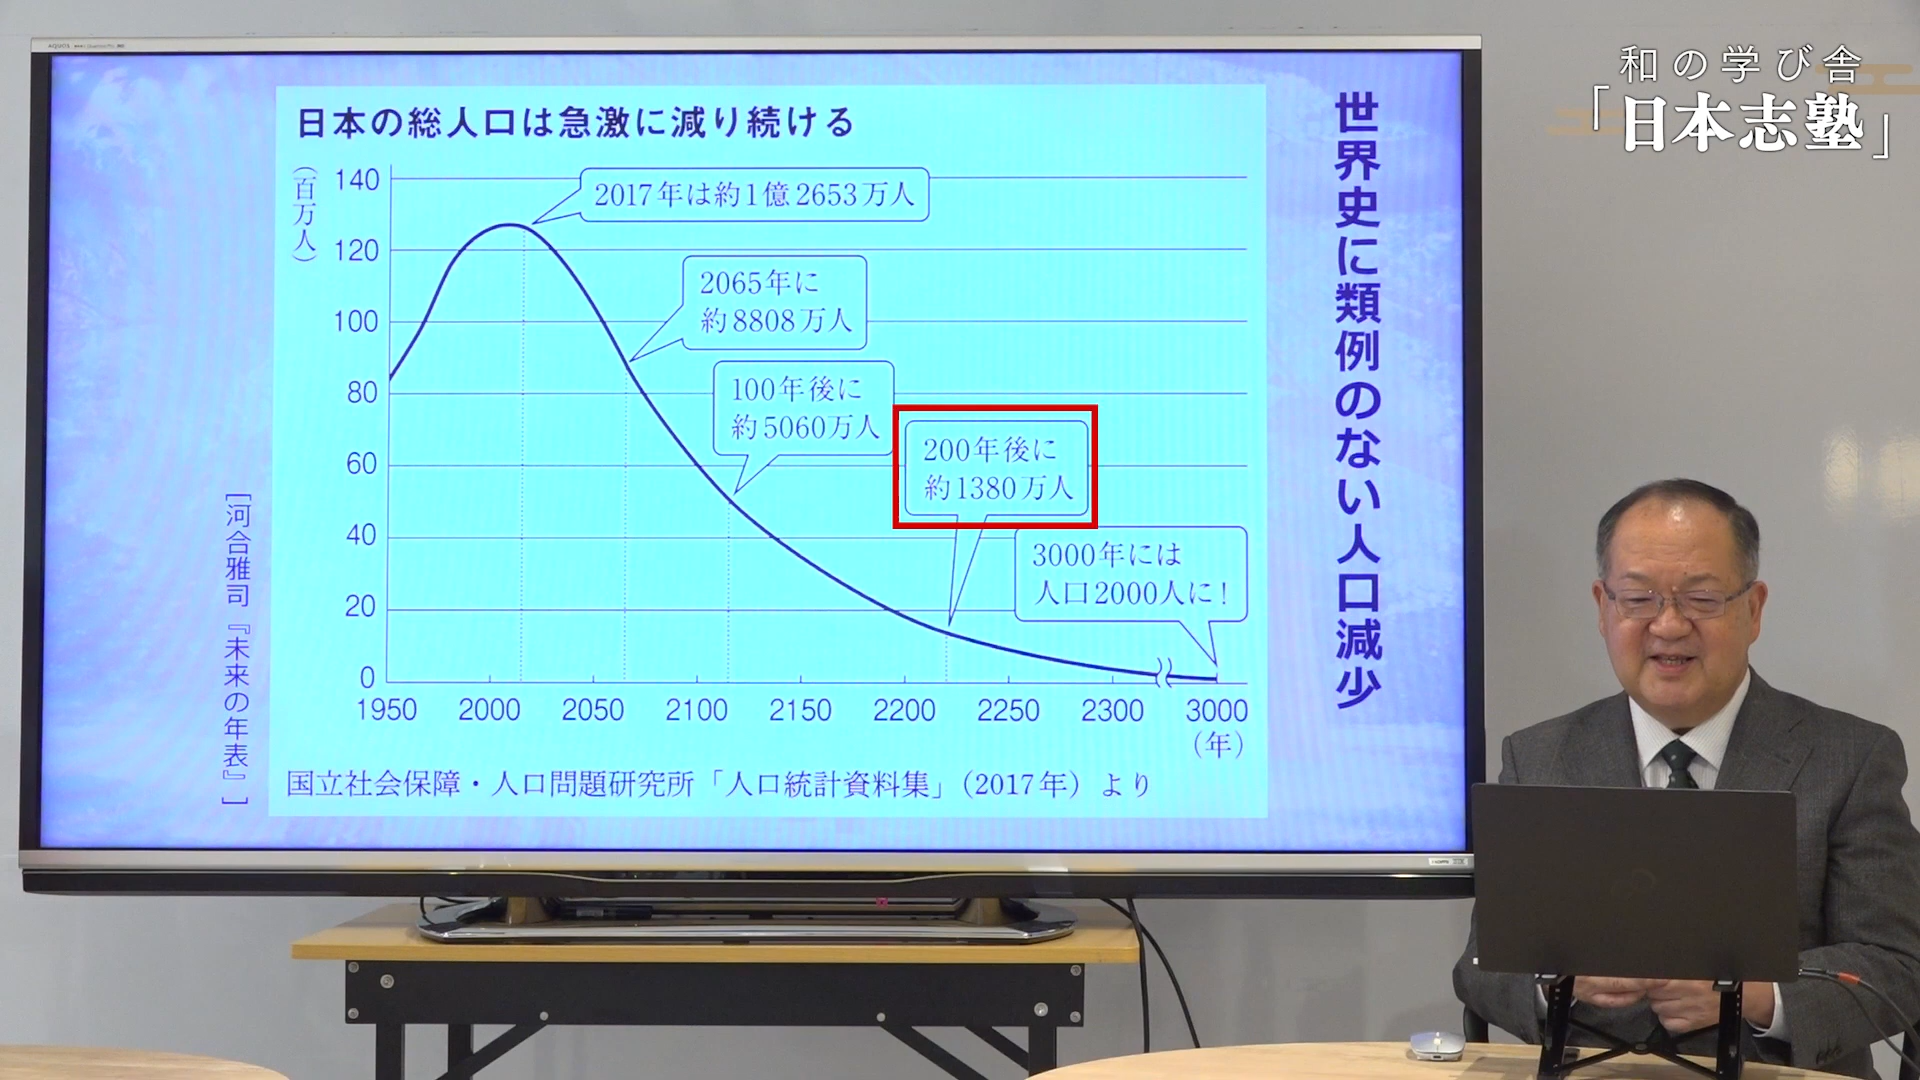 和の学び舎
「日本志塾」
世界史に類例のない人口減少
日本の総人口は急激に減り続ける
(百万人)
140
120
100
80
60
40
20
0
2017年は約1億2653万人
2065年に
約8808万人
100年後に
約5060万人
200年後に
約1380万人
3000年には
人口2000人に!
1950 2000 2050 2100 2150 2200 2250 2300 3000
(年)
国立社会保障・人口問題研究所「人口統計資料集」(2017年)より
[河合雅司『未来の年表』]
AQUOS